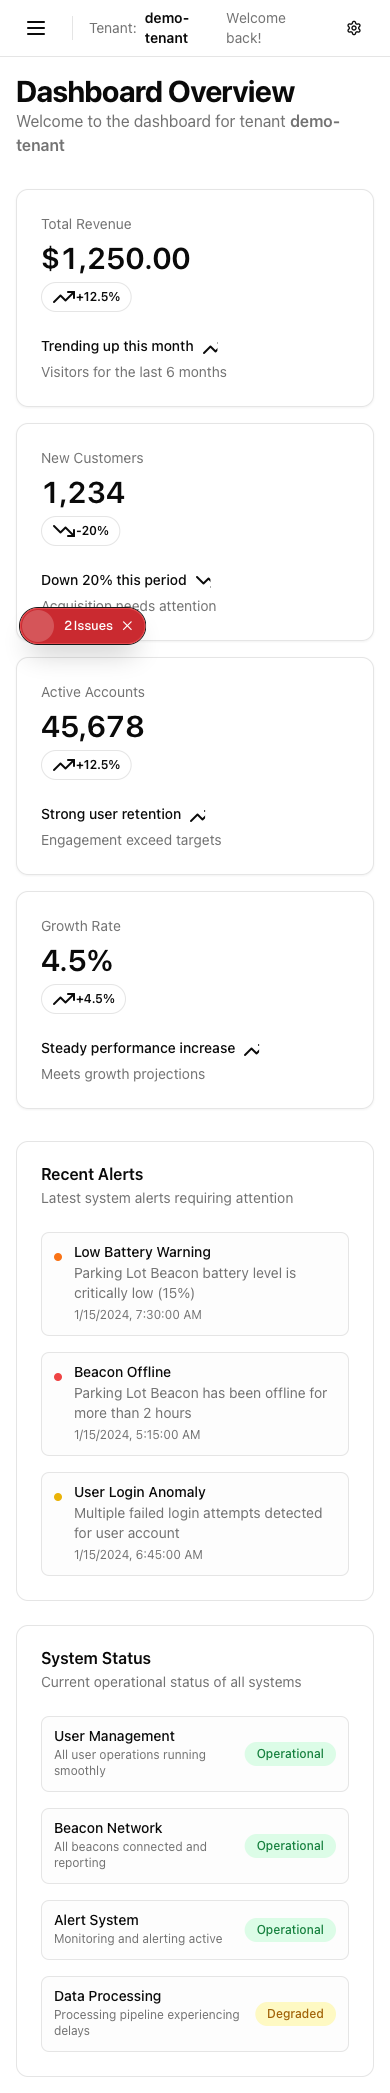 Tenant: demo-tenant Welcome back!
Dashboard Overview
Welcome to the dashboard for tenant demo-
tenant
Total Revenue
$1,250.00
+12.5%
Trending up this month
Visitors for the last 6 months
New Customers
1,234
-20%
Down 20% this period
Acquisition needs attention
2 Issues
Active Accounts
45,678
+12.5%
Strong user retention
Engagement exceed targets
Growth Rate
4.5%
+4.5%
Steady performance increase
Meets growth projections
Recent Alerts
Latest system alerts requiring attention
Low Battery Warning
Parking Lot Beacon battery level is
critically low (15%)
1/15/2024, 7:30:00 AM
Beacon Offline
Parking Lot Beacon has been offline for
more than 2 hours
1/15/2024, 5:15:00 AM
User Login Anomaly
Multiple failed login attempts detected
for user account
1/15/2024, 6:45:00 AM
System Status
Current operational status of all systems
User Management
All user operations running
smoothly
Operational
Beacon Network
All beacons connected and
reporting
Operational
Alert System
Monitoring and alerting active
Operational
Data Processing
Processing pipeline experiencing
delays
Degraded